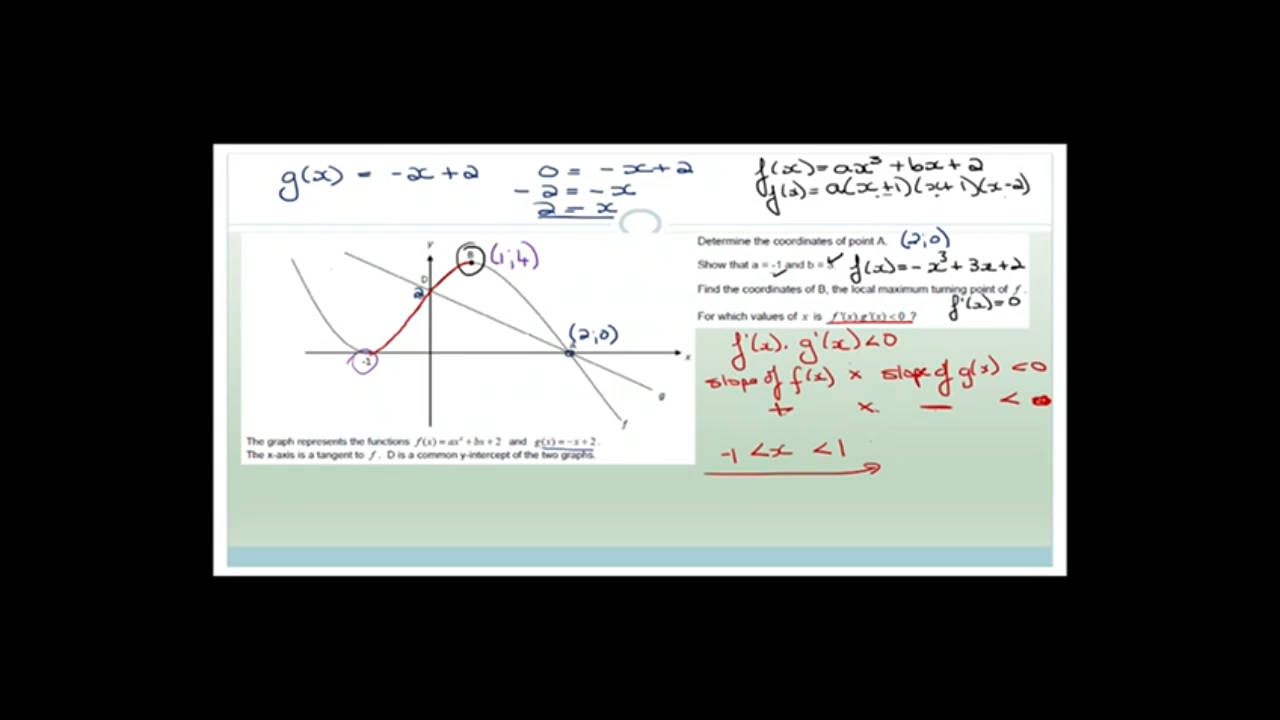 g(x) = -x + 2
0 = -x + 2
-2 = -x
2 = x
f(x) = ax³ + bx + 2
f(x) = a(x+1)(x+1)(x-2)
y
B (1;4)
D
2
(2;0)
A
-1
x
g
f
The graph represents the functions f(x) = ax³ + bx + 2 and g(x) = -x + 2.
The x-axis is a tangent to f. D is a common y-intercept of the two graphs.
Determine the coordinates of point A. (2;0)
Show that a = -1 and b = 3. f(x) = -x³ + 3x + 2
Find the coordinates of B, the local maximum turning point of f.
f'(x) = 0
For which values of x is f'(x).g'(x) < 0 ?
f'(x). g'(x) < 0
slope of f(x) × slope of g(x) < 0
+ × - < 0
-1 < x < 1